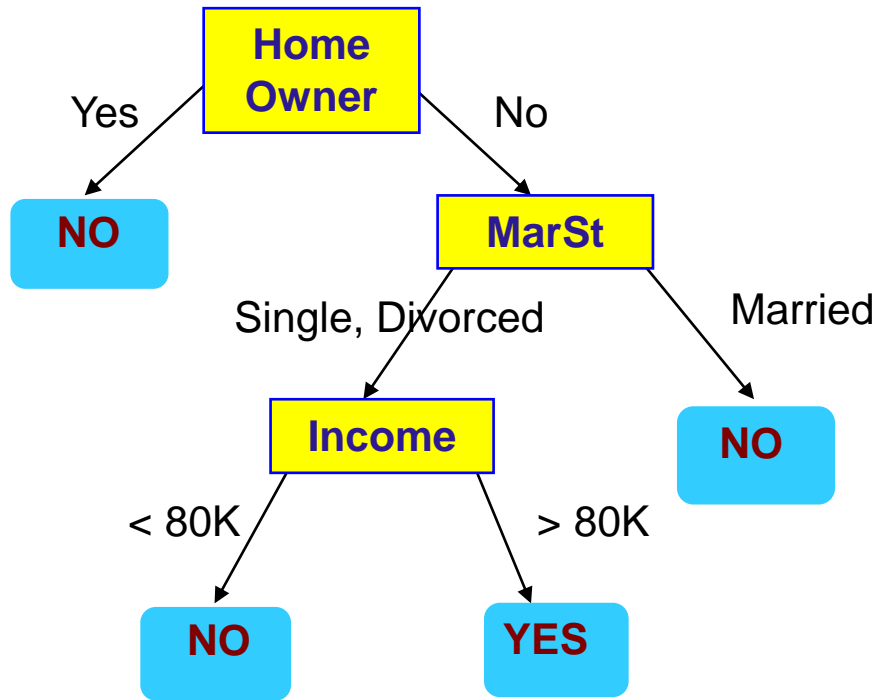 Home
Owner
Yes
No
NO
MarSt
Single, Divorced
Married
Income
NO
< 80K
> 80K
NO
YES